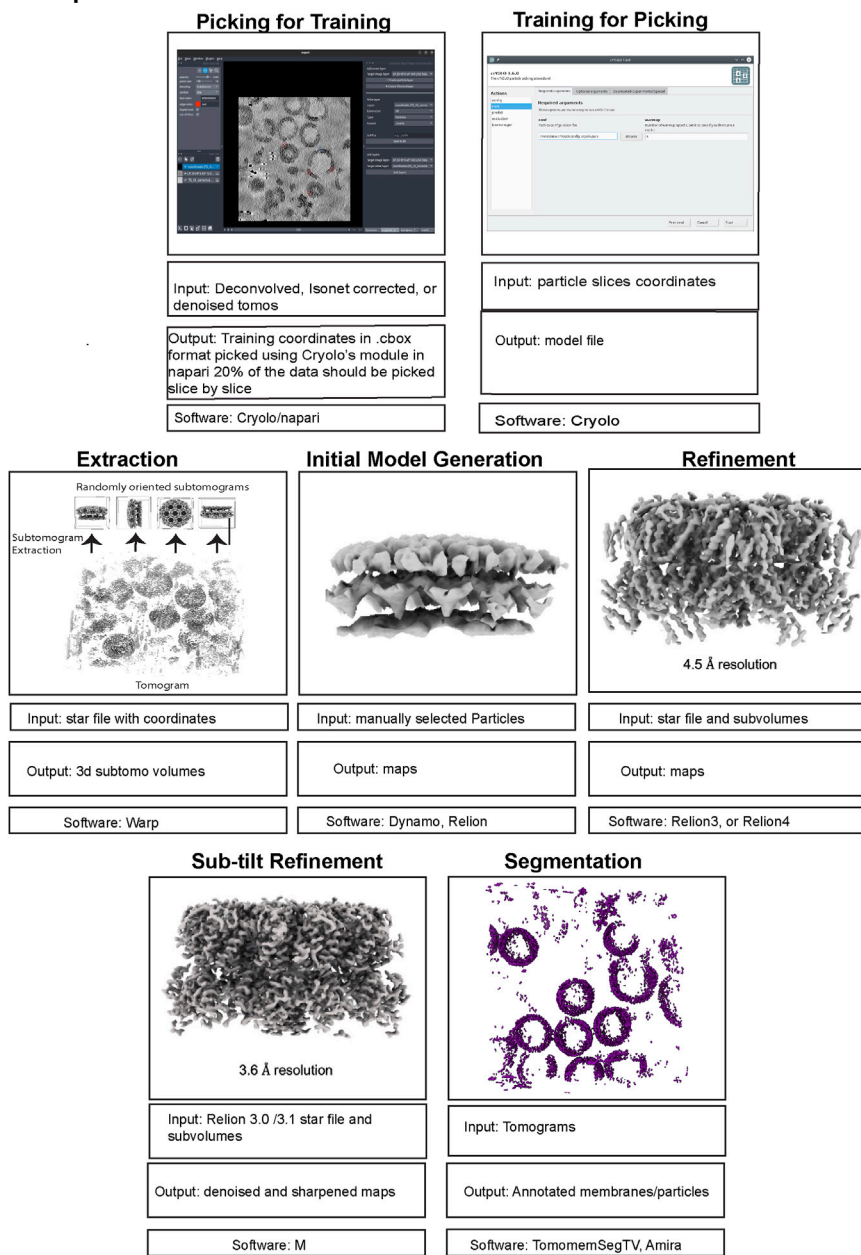 Picking for Training
Training for Picking
Required arguments
Actions
Input: Deconvolved, Isonet corrected, or
denoised tomos
Output: Training coordinates in .cbox
format picked using Cryolo's module in
napari 20% of the data should be picked
slice by slice
Software: Cryolo/napari
Input: particle slices coordinates
Output: model file
Software: Cryolo
Extraction
Randomly oriented subtomograms
Subtomogram
Extraction
Tomogram
Input: star file with coordinates
Output: 3d subtomo volumes
Software: Warp
Initial Model Generation
Input: manually selected Particles
Output: maps
Software: Dynamo, Relion
Refinement
4.5 Å resolution
Input: star file and subvolumes
Output: maps
Software: Relion3, or Relion4
Sub-tilt Refinement
3.6 Å resolution
Input: Relion 3.0 /3.1 star file and
subvolumes
Output: denoised and sharpened maps
Software: M
Segmentation
Input: Tomograms
Output: Annotated membranes/particles
Software: TomomemSegTV, Amira